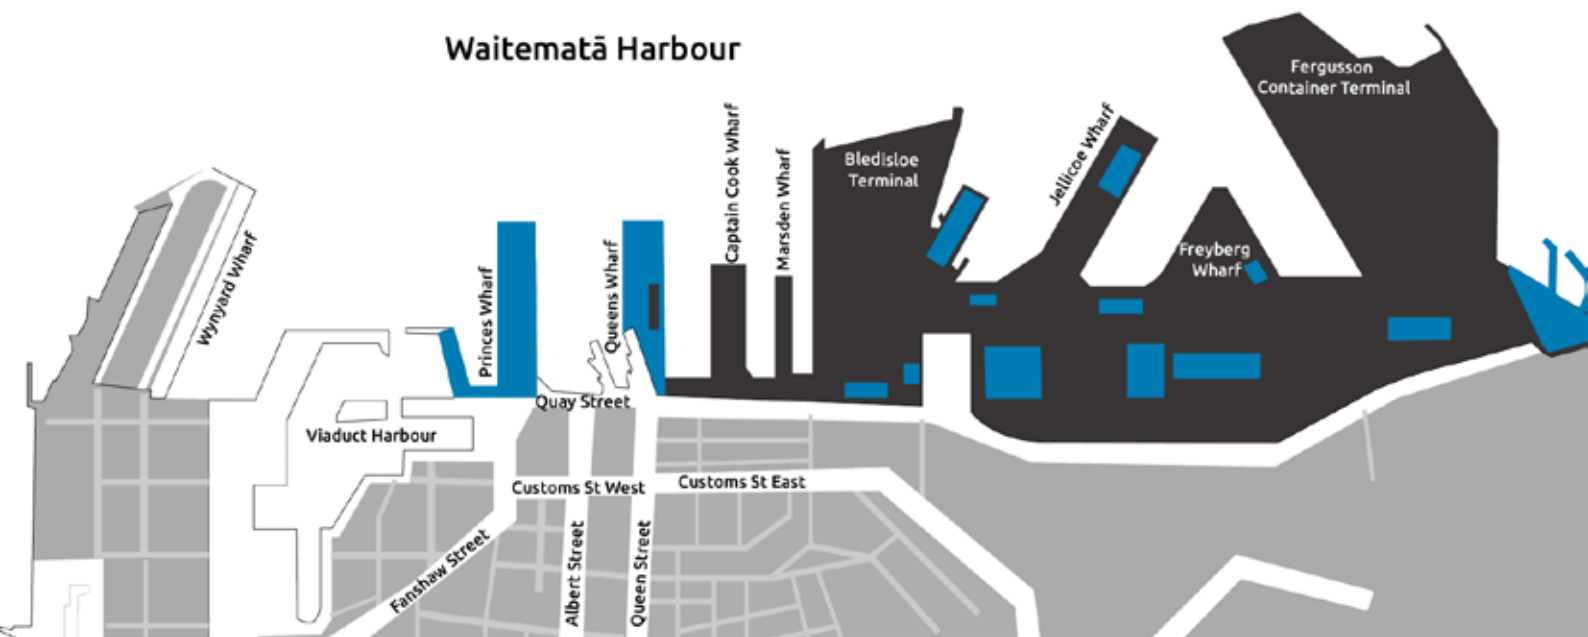 Waitematā Harbour
Fergusson
Container Terminal
Captain Cook Wharf
Jellicoe Wharf
Marsden Wharf
Bledisloe
Terminal
Wynyard Wharf
Princes Wharf
Queens Wharf
Freyberg
Wharf
Quay Street
Viaduct Harbour
Customs St West
Customs St East
Fanshaw Street
Albert Street
Queen Street